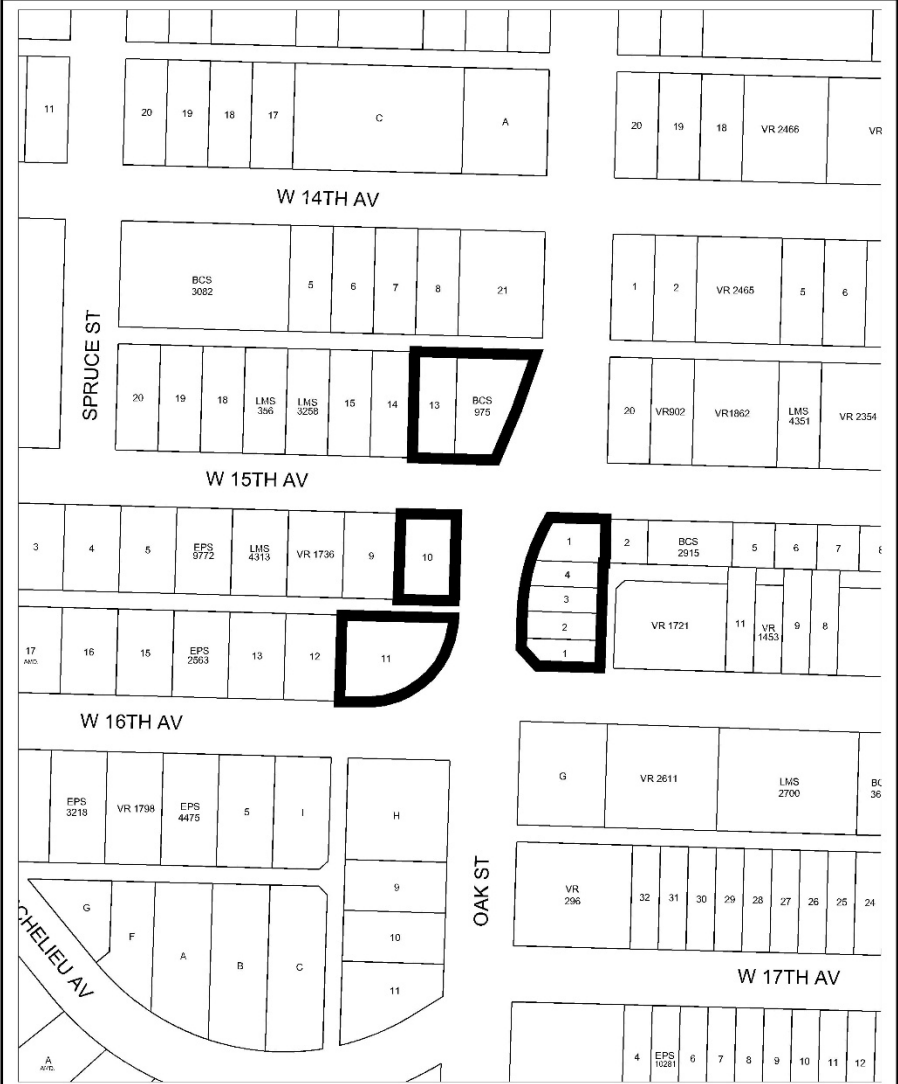 11
20 19 18 17 C A
20 19 18 VR 2466 VR
W 14TH AV
BCS
3082
5 6 7 8 21
1 2 VR 2465 5 6
SPRUCE ST
20 19 18 LMS
356
LMS
3258
15 14 13 BCS
975
20 VR902 VR1862 LMS
4351
VR 2354
W 15TH AV
3 4 5 EPS
9772
LMS
4313
VR 1736 9 10
1
4
3
2
1
2 BCS
2915
5 6 7
VR 1721 11 VR
1453
9 8
17
AMD.
16 15 EPS
2563
13 12 11
W 16TH AV
EPS
3218
VR 1798 EPS
4475
5 I
H
9
10
11
G VR 2611 LMS
2700
36
OAK ST
G F A B C
CHELIEU AV
VR
296
32 31 30 29 28 27 26 25 24
W 17TH AV
A
AMD.
4 EPS
10281
6 7 8 9 10 11 12